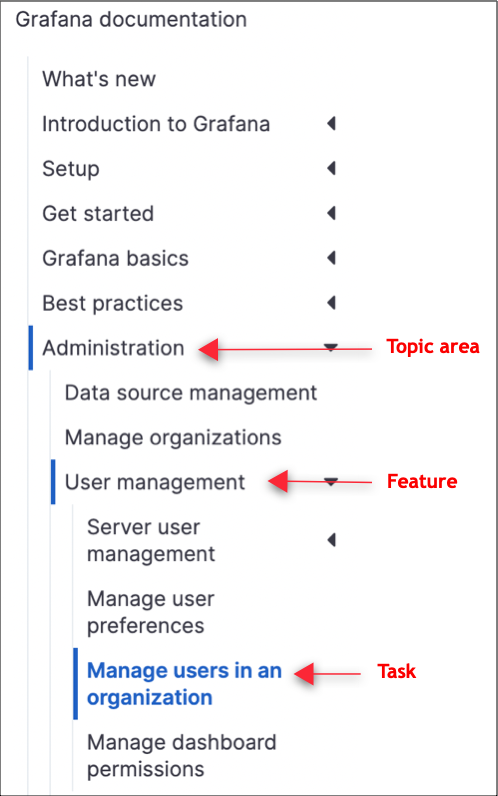 Grafana documentation
What's new
Introduction to Grafana
Setup
Get started
Grafana basics
Best practices
Administration
Topic area
Data source management
Manage organizations
User management
Feature
Server user
management
Manage user
preferences
Manage users in an
organization
Task
Manage dashboard
permissions